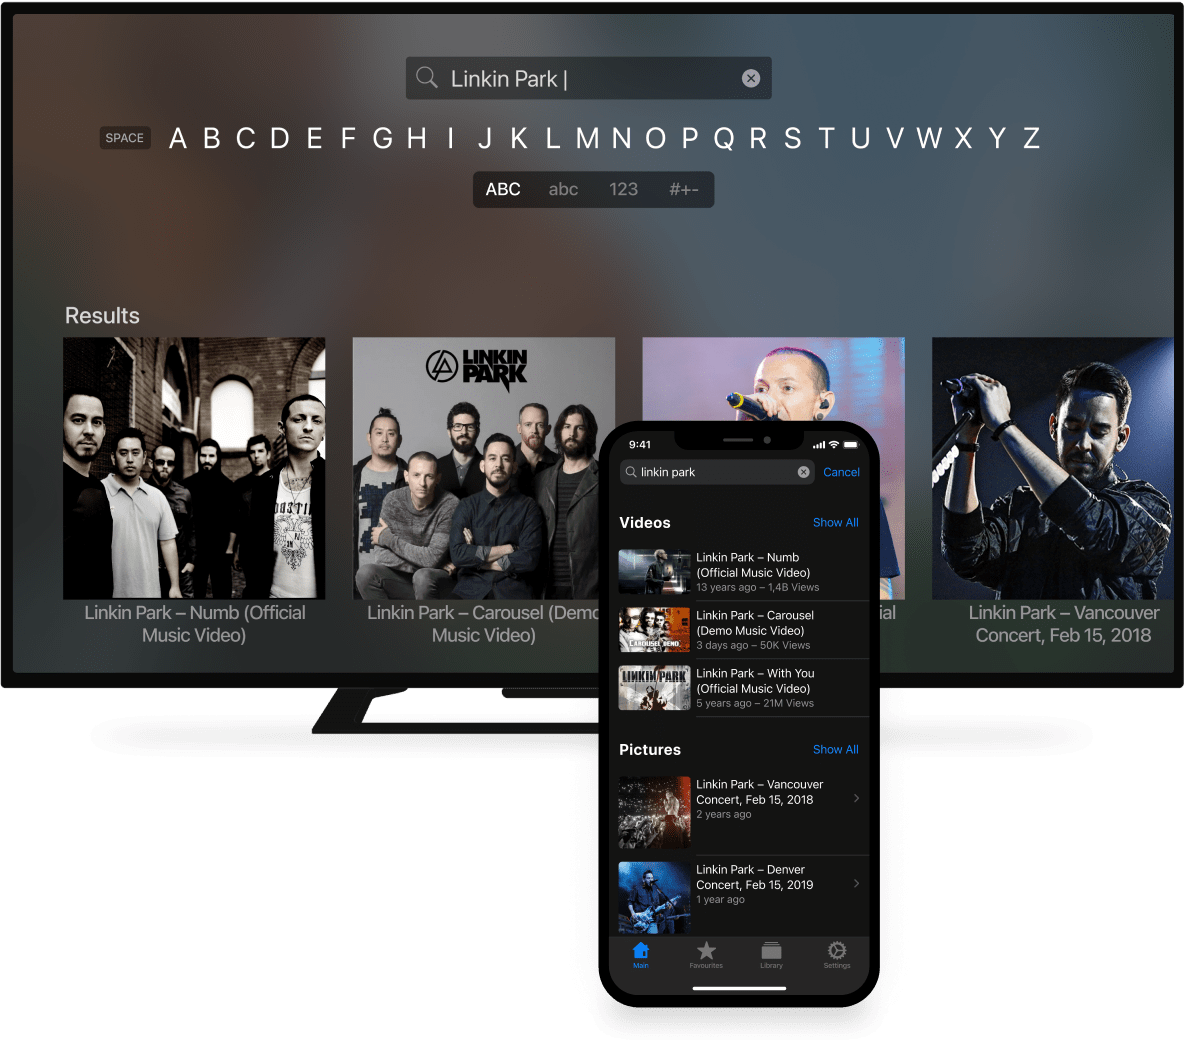 Linkin Park |
SPACE A B C D E F G H I J K L M N O P Q R S T U V W X Y Z
ABC abc 123 #+-
Results
LINKIN
PARK
Linkin Park – Numb (Official
Music Video)
Linkin Park – Carousel (Demo
Music Video)
ial
Linkin Park – Vancouver
Concert, Feb 15, 2018
9:41
linkin park
Cancel
Videos
Show All
Linkin Park – Numb
(Official Music Video)
13 years ago – 1,4B Views
CAROUSEL DEMO
Linkin Park – Carousel
(Demo Music Video)
3 days ago – 50K Views
LINKIN PARK
Linkin Park – With You
(Official Music Video)
5 years ago – 21M Views
Pictures
Show All
Linkin Park – Vancouver
Concert, Feb 15, 2018
2 years ago
Linkin Park – Denver
Concert, Feb 15, 2019
1 year ago
Main Favourites Library Settings